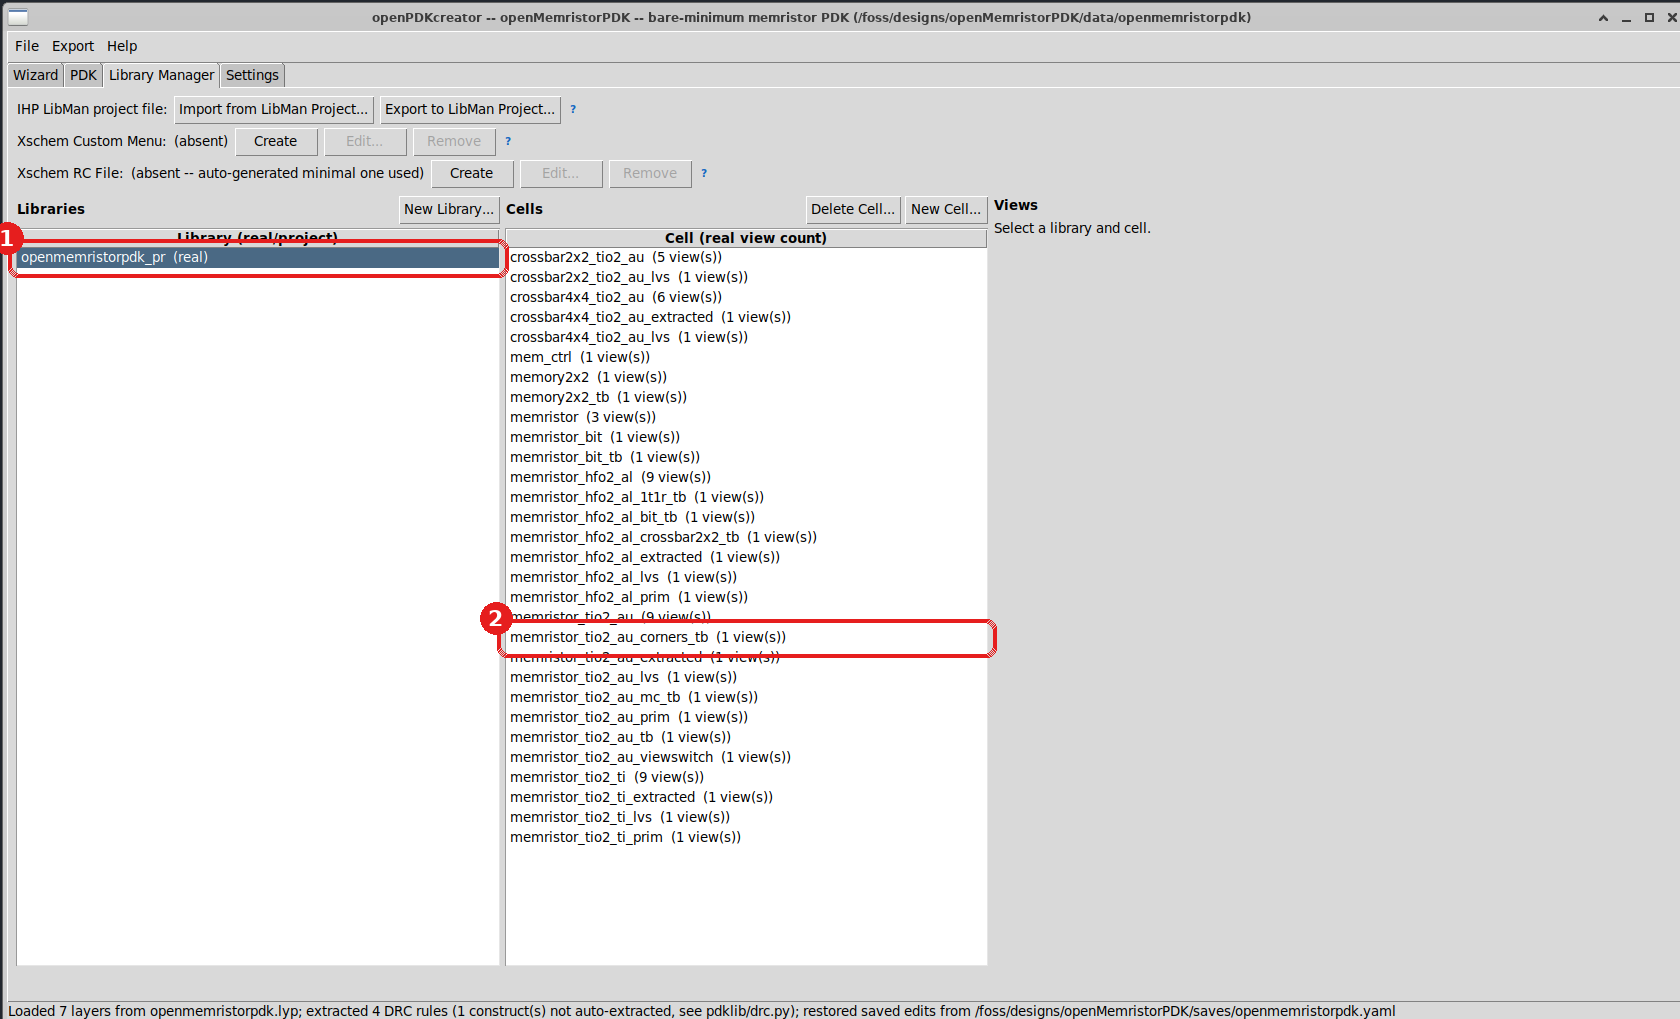 openPDKcreator -- openMemristorPDK -- bare-minimum memristor PDK (/foss/designs/openMemristorPDK/data/openmemristorpdk)
File Export Help
Wizard PDK Library Manager Settings
IHP LibMan project file: Import from LibMan Project... Export to LibMan Project... ?
Xschem Custom Menu: (absent) Create Edit... Remove ?
Xschem RC File: (absent -- auto-generated minimal one used) Create Edit... Remove ?
Libraries New Library... Cells Delete Cell... New Cell... Views
Select a library and cell.
1
Library (real/project) Cell (real view count)
openmemristorpdk_pr (real)
crossbar2x2_tio2_au (5 view(s))
crossbar2x2_tio2_au_lvs (1 view(s))
crossbar4x4_tio2_au (6 view(s))
crossbar4x4_tio2_au_extracted (1 view(s))
crossbar4x4_tio2_au_lvs (1 view(s))
mem_ctrl (1 view(s))
memory2x2 (1 view(s))
memory2x2_tb (1 view(s))
memristor (3 view(s))
memristor_bit (1 view(s))
memristor_bit_tb (1 view(s))
memristor_hfo2_al (9 view(s))
memristor_hfo2_al_1t1r_tb (1 view(s))
memristor_hfo2_al_bit_tb (1 view(s))
memristor_hfo2_al_crossbar2x2_tb (1 view(s))
memristor_hfo2_al_extracted (1 view(s))
memristor_hfo2_al_lvs (1 view(s))
memristor_hfo2_al_prim (1 view(s))
2
memristor_tio2_au (9 view(s))
memristor_tio2_au_corners_tb (1 view(s))
memristor_tio2_au_extracted (1 view(s))
memristor_tio2_au_lvs (1 view(s))
memristor_tio2_au_mc_tb (1 view(s))
memristor_tio2_au_prim (1 view(s))
memristor_tio2_au_tb (1 view(s))
memristor_tio2_au_viewswitch (1 view(s))
memristor_tio2_ti (9 view(s))
memristor_tio2_ti_extracted (1 view(s))
memristor_tio2_ti_lvs (1 view(s))
memristor_tio2_ti_prim (1 view(s))
Loaded 7 layers from openmemristorpdk.lyp; extracted 4 DRC rules (1 construct(s) not auto-extracted, see pdklib/drc.py); restored saved edits from /foss/designs/openMemristorPDK/saves/openmemristorpdk.yaml